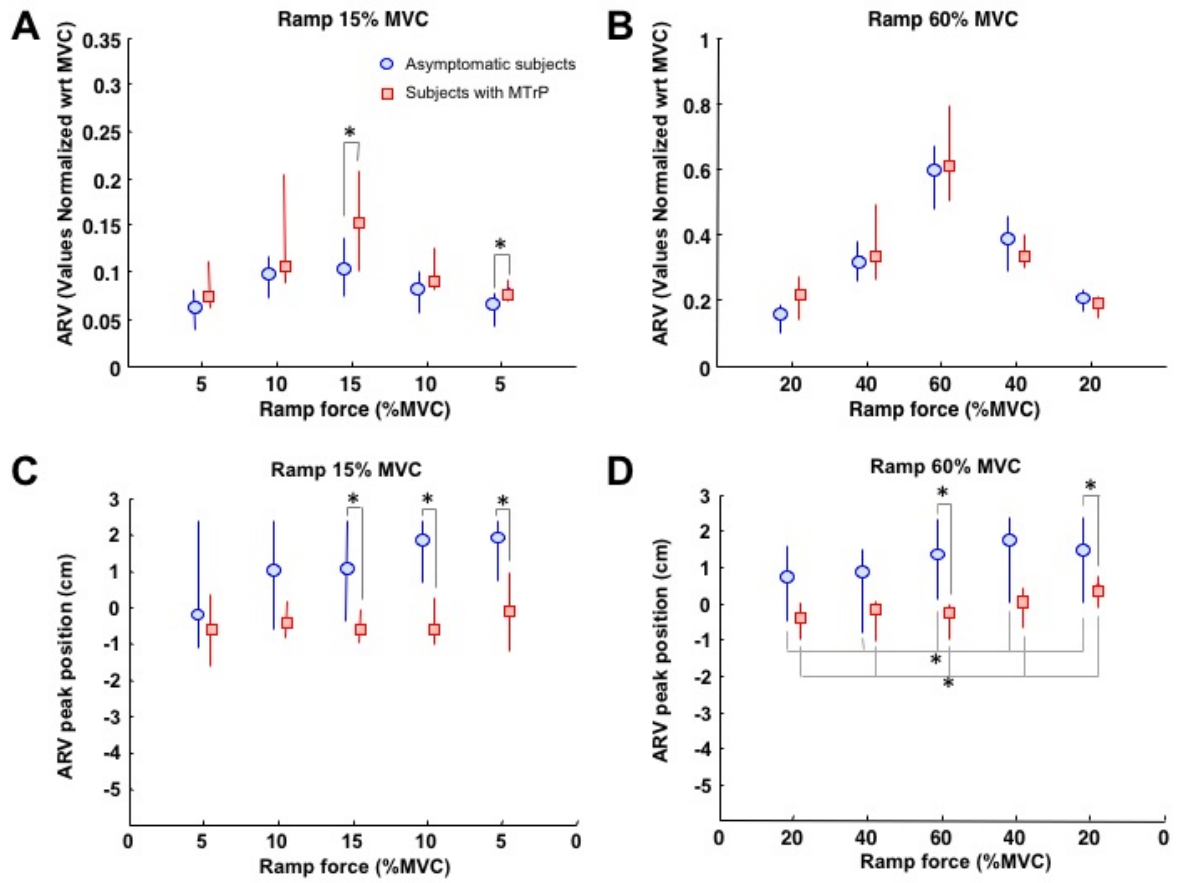 A
Ramp 15% MVC
ARV (Values Normalized wrt MVC)
0.35
0.3
0.25
0.2
0.15
0.1
0.05
0
Asymptomatic subjects
Subjects with MTrP
*
*
5 10 15 10 5
Ramp force (%MVC)
B
Ramp 60% MVC
ARV (Values Normalized wrt MVC)
1
0.8
0.6
0.4
0.2
0
20 40 60 40 20
Ramp force (%MVC)
C
Ramp 15% MVC
ARV peak position (cm)
3
2
1
0
-1
-2
-3
-4
-5
* * *
0 5 10 15 10 5 0
Ramp force (%MVC)
D
Ramp 60% MVC
ARV peak position (cm)
3
2
1
0
-1
-2
-3
-4
-5
* *
*
*
0 20 40 60 40 20 0
Ramp force (%MVC)